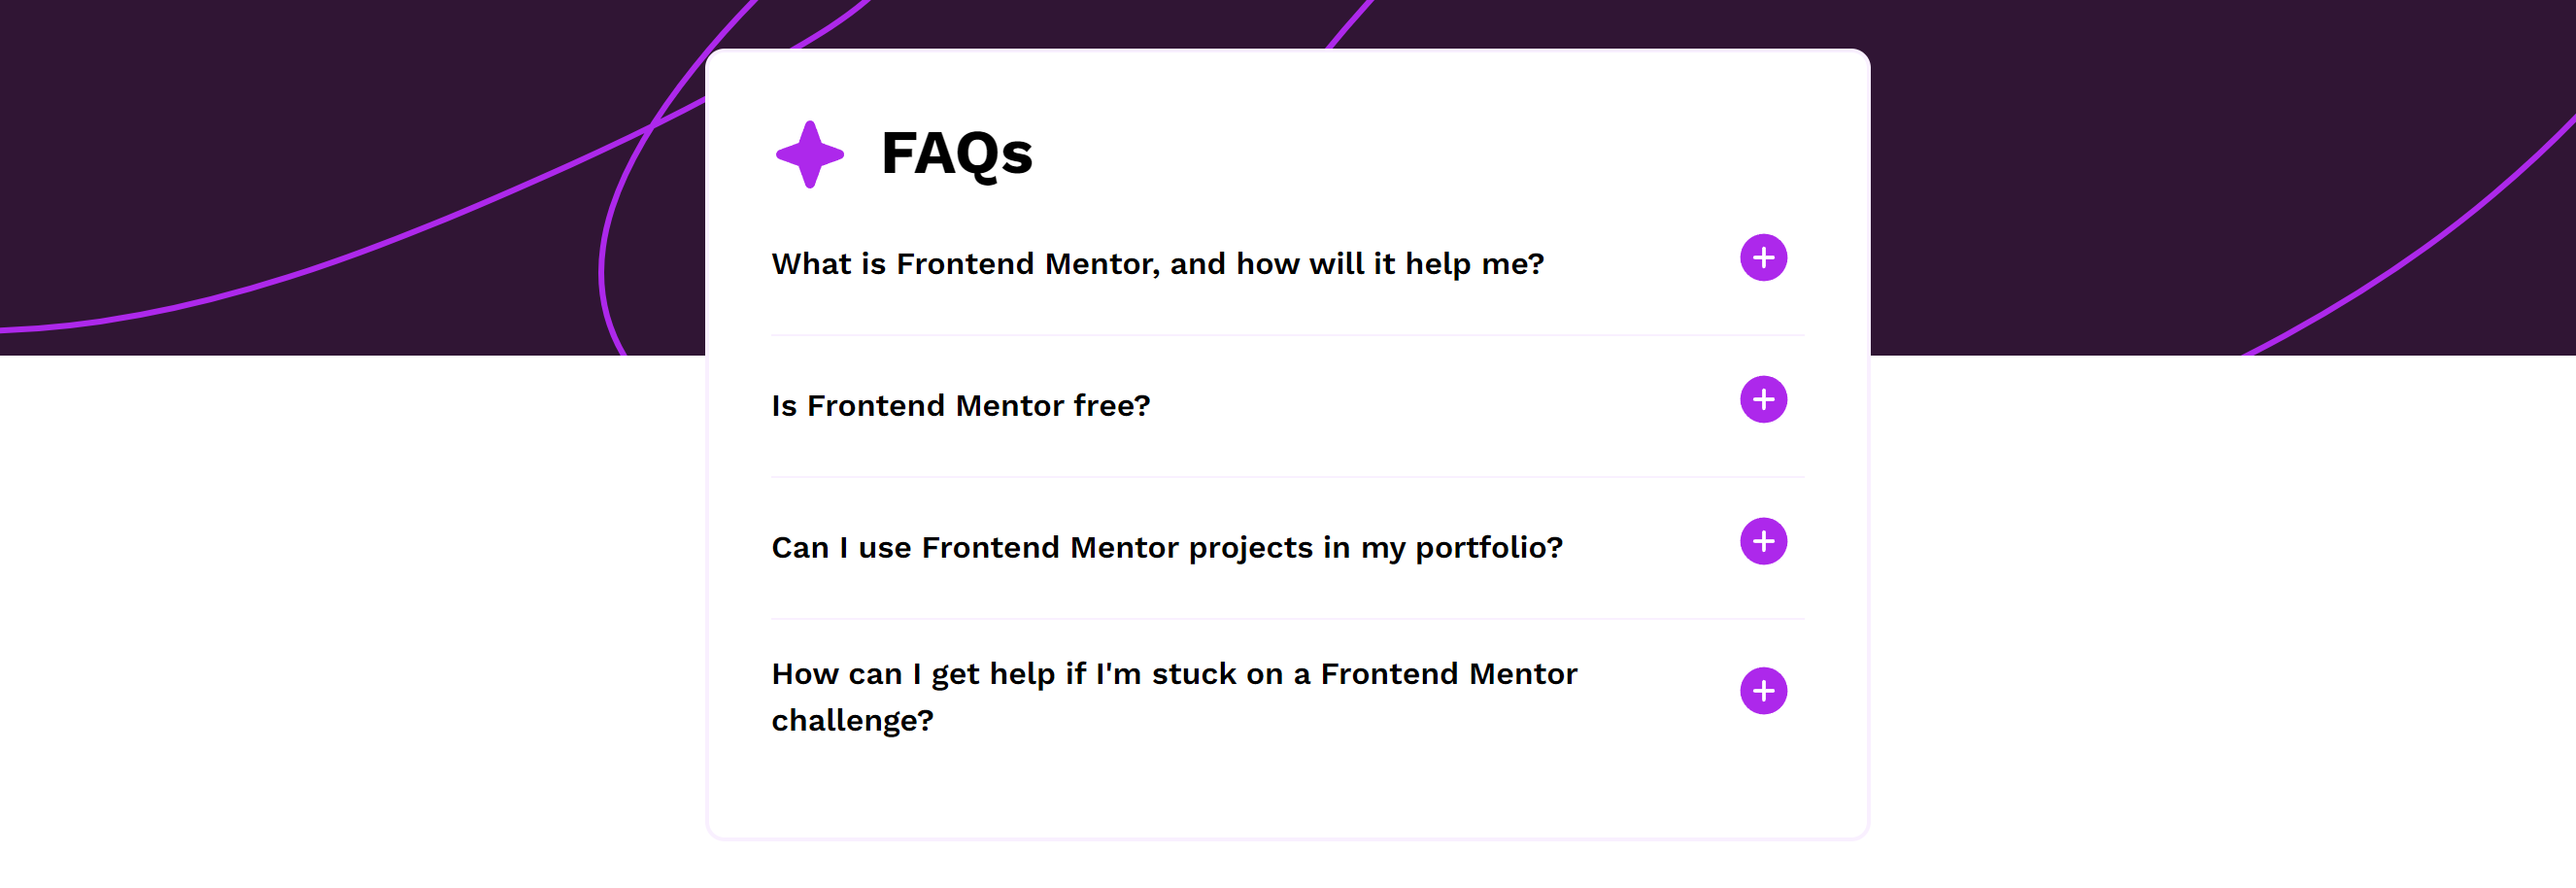 FAQs
What is Frontend Mentor, and how will it help me?
Is Frontend Mentor free?
Can I use Frontend Mentor projects in my portfolio?
How can I get help if I'm stuck on a Frontend Mentor
challenge?